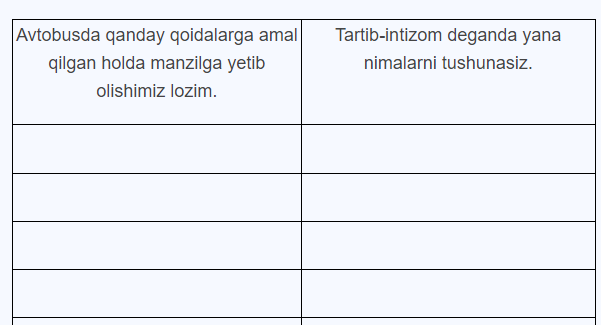 Avtobusda qanday qoidalarga amal
qilgan holda manzilga yetib
olishimiz lozim.
Tartib-intizom deganda yana
nimalarni tushunasiz.